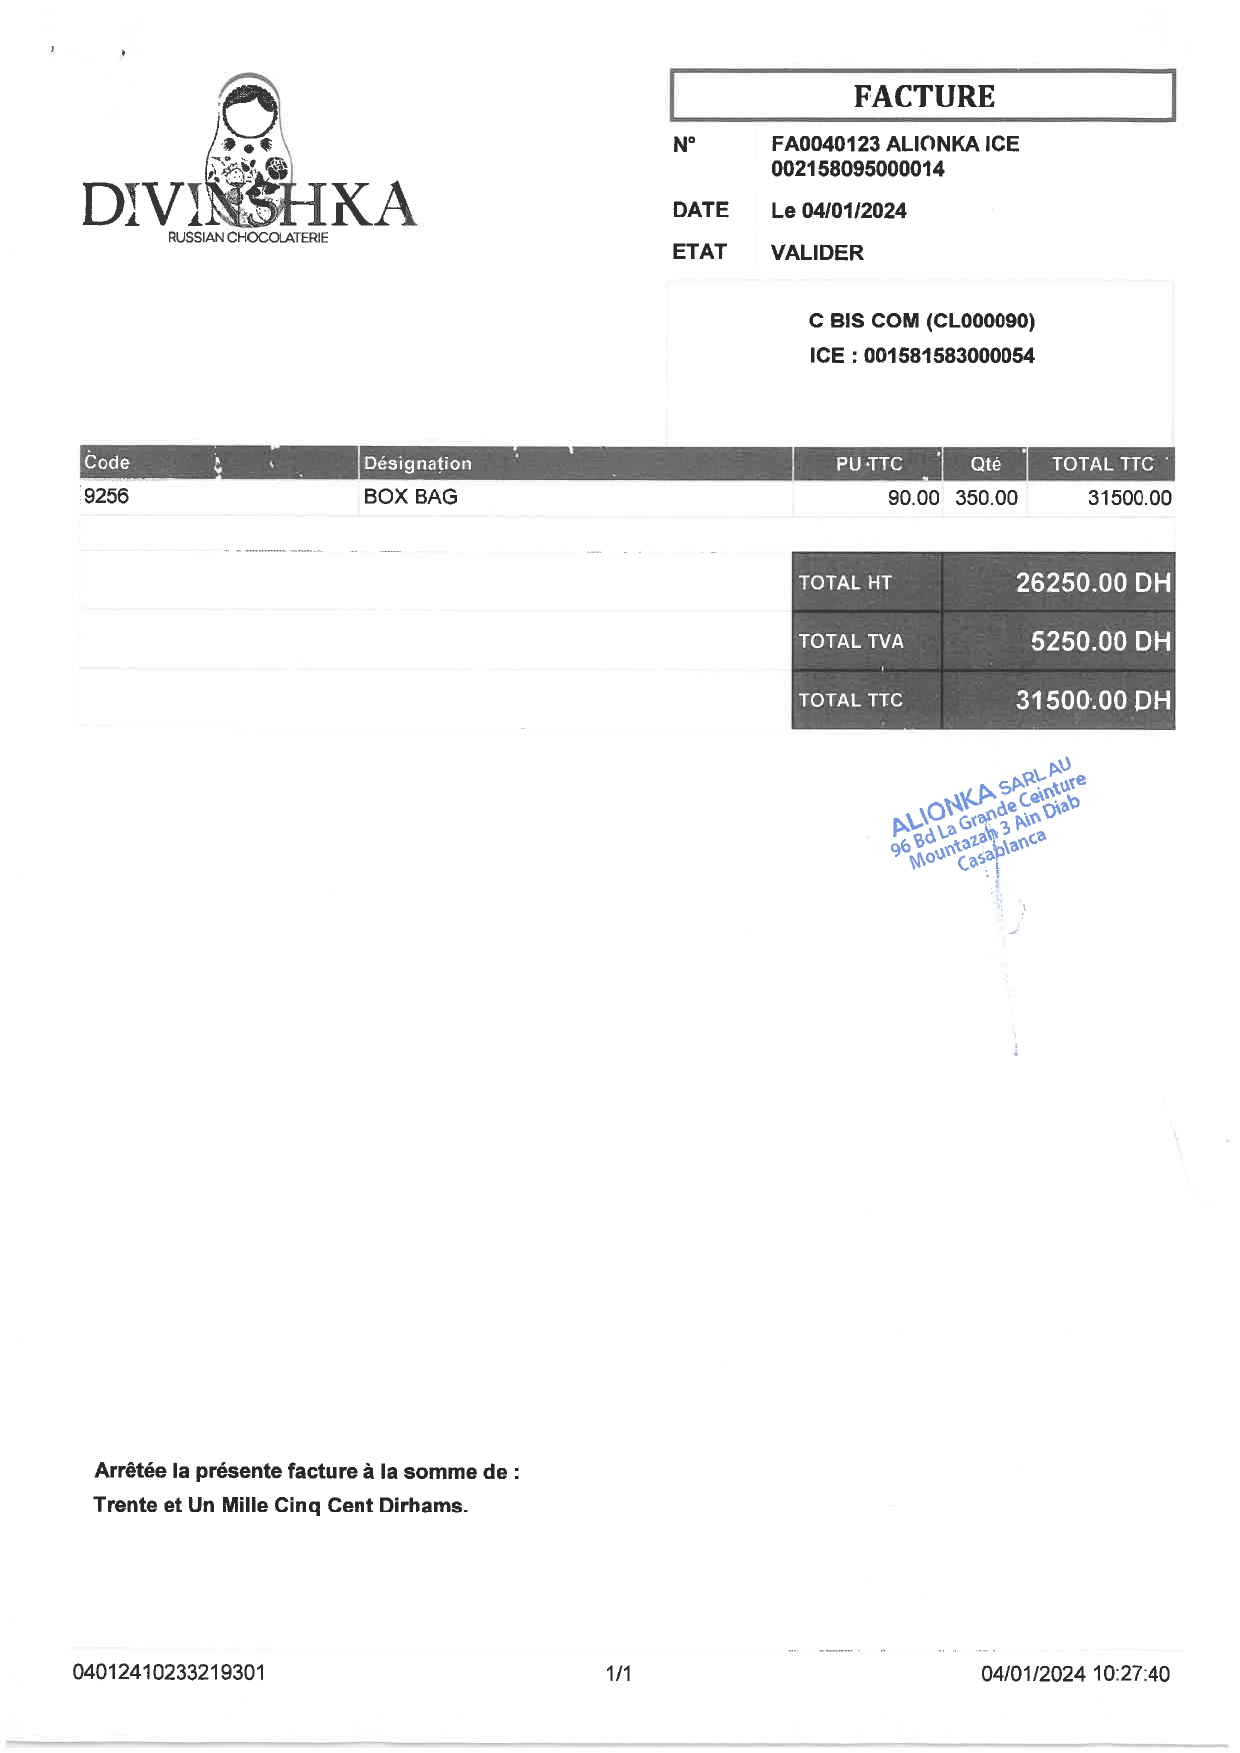 DIVINSHKA
RUSSIAN CHOCOLATERIE
FACTURE
N° FA0040123 ALIONKA ICE
002158095000014
DATE Le 04/01/2024
ETAT VALIDER
C BIS COM (CL000090)
ICE : 001581583000054
Code Désignation PU TTC Qté TOTAL TTC
9256 BOX BAG 90.00 350.00 31500.00
TOTAL HT 26250.00 DH
TOTAL TVA 5250.00 DH
TOTAL TTC 31500.00 DH
ALIONKA SARL AU
96 Bd La Grande Ceinture
Mountazah 3 Ain Diab
Casablanca
Arrêtée la présente facture à la somme de :
Trente et Un Mille Cinq Cent Dirhams.
04012410233219301 1/1 04/01/2024 10:27:40